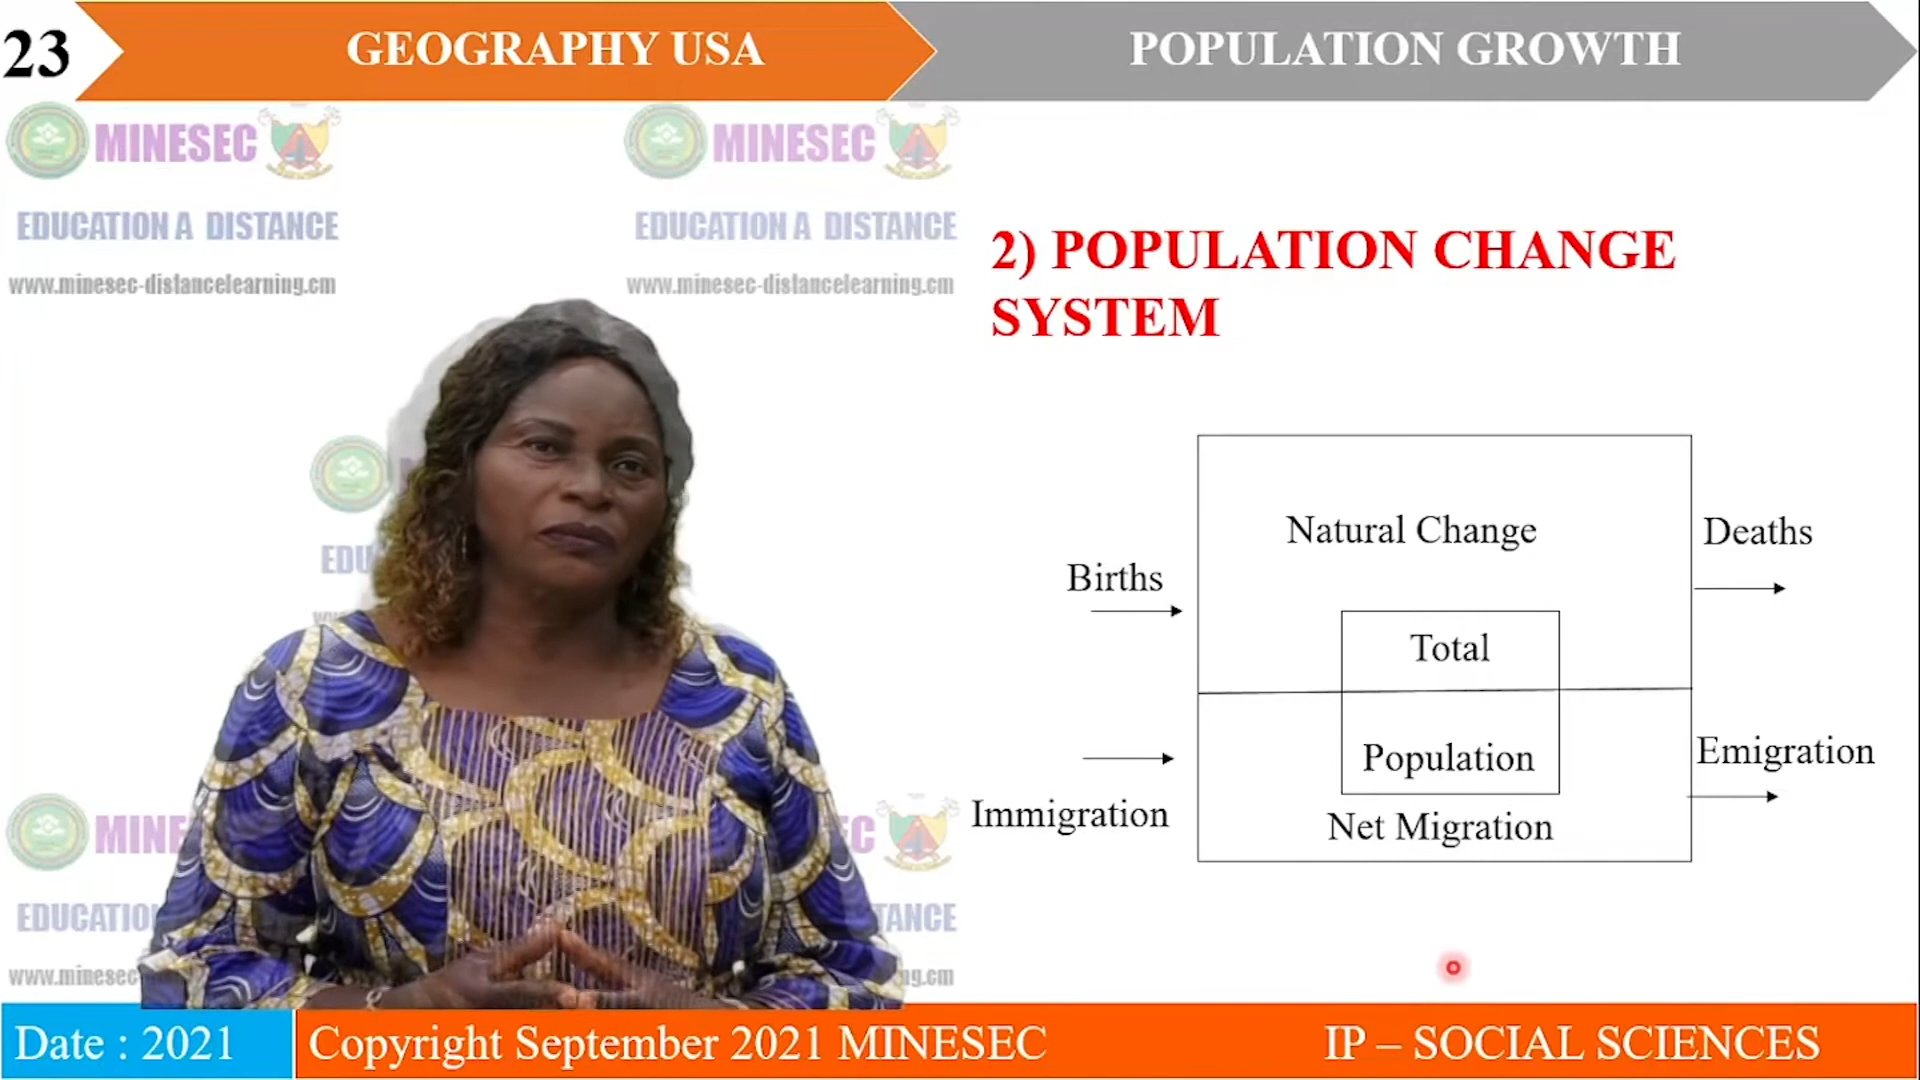 23
GEOGRAPHY USA
POPULATION GROWTH
MINESEC
MINESEC
EDUCATION A DISTANCE
EDUCATION A DISTANCE
www.minesec-distancelearning.cm
www.minesec-distancelearning.cm
2) POPULATION CHANGE
SYSTEM
Natural Change
Deaths
Births
Total
Population
Emigration
Immigration
Net Migration
Date : 2021
Copyright September 2021 MINESEC
IP – SOCIAL SCIENCES